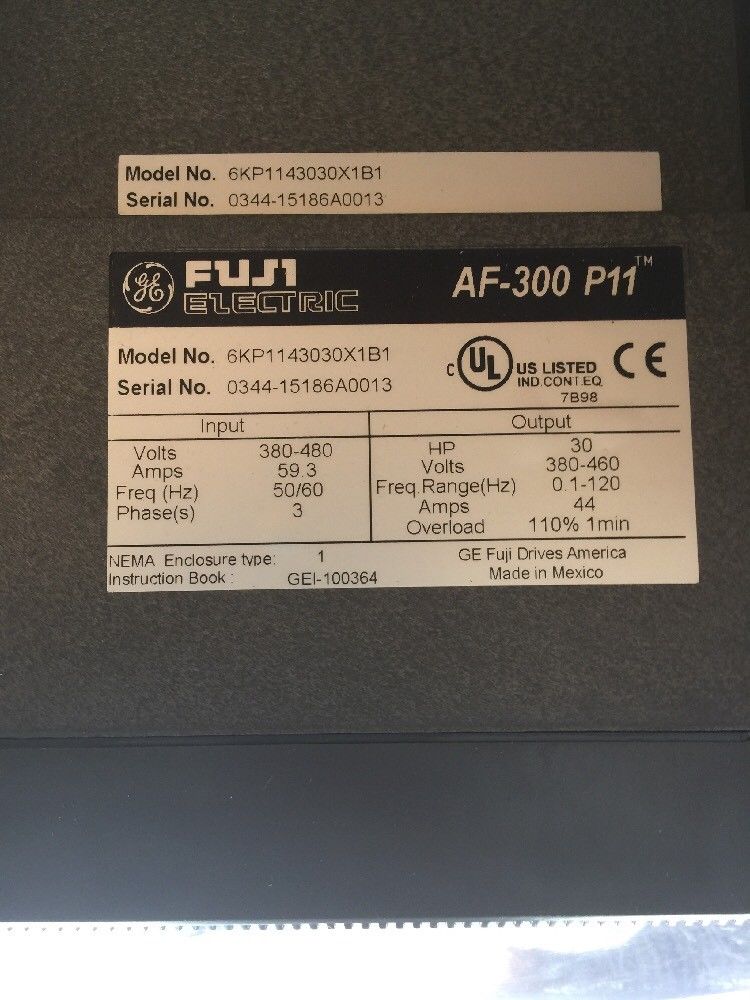 Model No. 6KP1143030X1B1
Serial No. 0344-15186A0013
GE FUJI ELECTRIC AF-300 P11™
Model No. 6KP1143030X1B1
Serial No. 0344-15186A0013
C UL US LISTED CE
IND.CONT.EQ.
7B98
Input Output
Volts 380-480 HP 30
Amps 59.3 Volts 380-460
Freq (Hz) 50/60 Freq.Range(Hz) 0.1-120
Phase(s) 3 Amps 44
Overload 110% 1min
NEMA Enclosure type: 1 GE Fuji Drives America
Instruction Book : GEI-100364 Made in Mexico